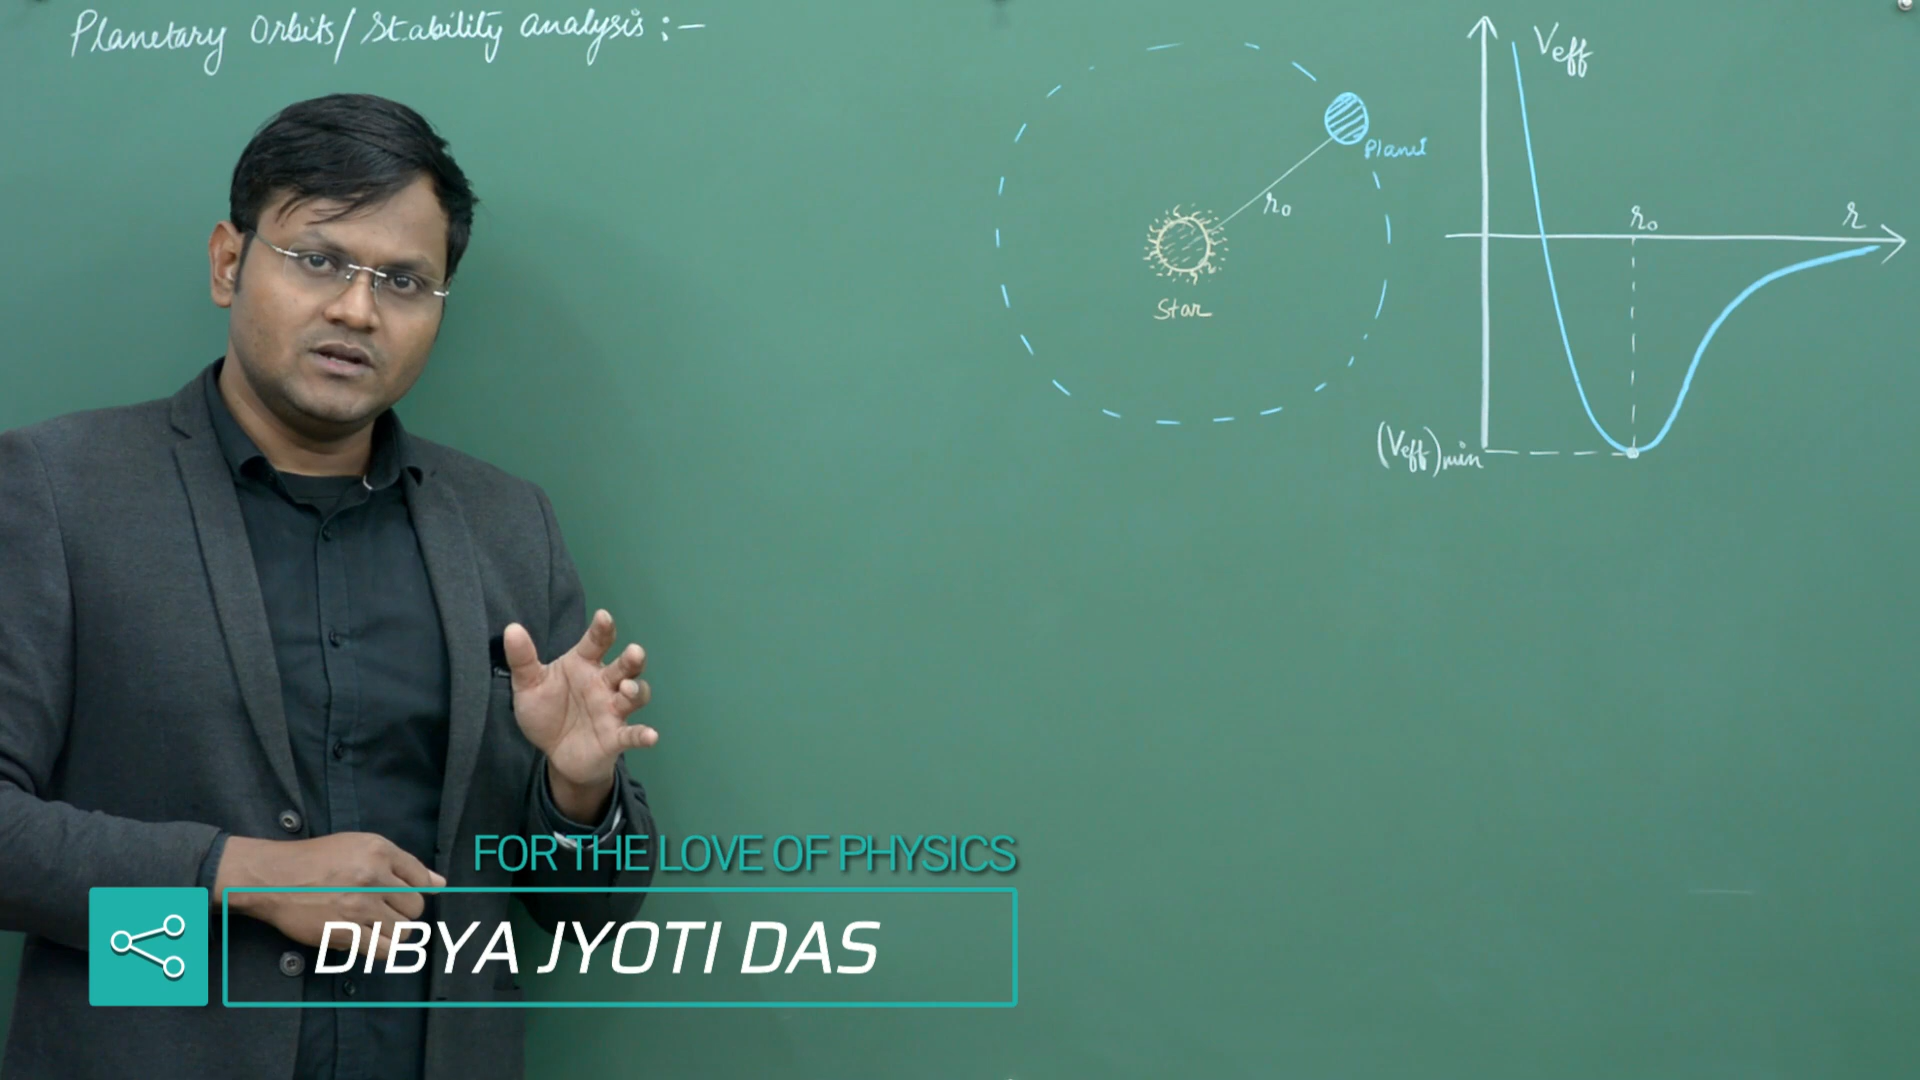 Planetary Orbits/Stability analysis :-
Veff
Planet
r₀
r₀
r
Star
(Veff)min
FOR THE LOVE OF PHYSICS
DIBYA JYOTI DAS